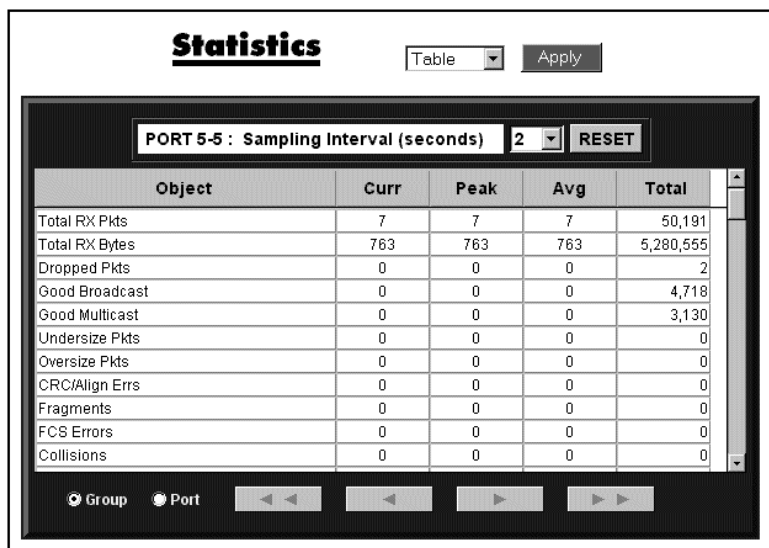 Statistics
Table Apply
PORT 5-5 : Sampling Interval (seconds) 2 RESET
Object Curr Peak Avg Total
Total RX Pkts 7 7 7 50,191
Total RX Bytes 763 763 763 5,280,555
Dropped Pkts 0 0 0 2
Good Broadcast 0 0 0 4,718
Good Multicast 0 0 0 3,130
Undersize Pkts 0 0 0 0
Oversize Pkts 0 0 0 0
CRC/Align Errs 0 0 0 0
Fragments 0 0 0 0
FCS Errors 0 0 0 0
Collisions 0 0 0 0
Group Port